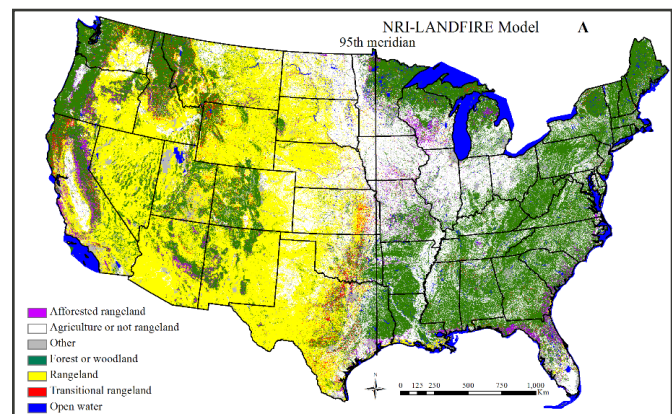 NRI-LANDFIRE Model A
95th meridian
Afforested rangeland
Agriculture or not rangeland
Other
Forest or woodland
Rangeland
Transitional rangeland
Open water
N
0 125 250 500 750 1,000
Km